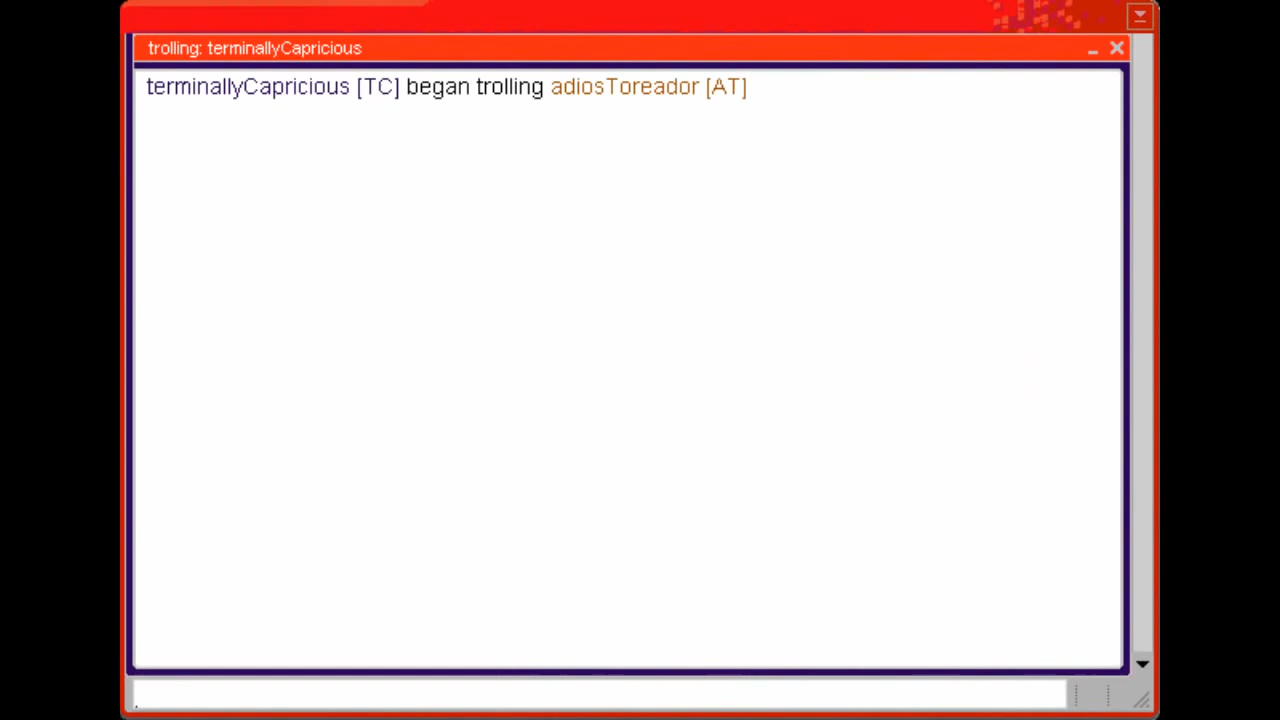 trolling: terminallyCapricious
terminallyCapricious [TC] began trolling adiosToreador [AT]